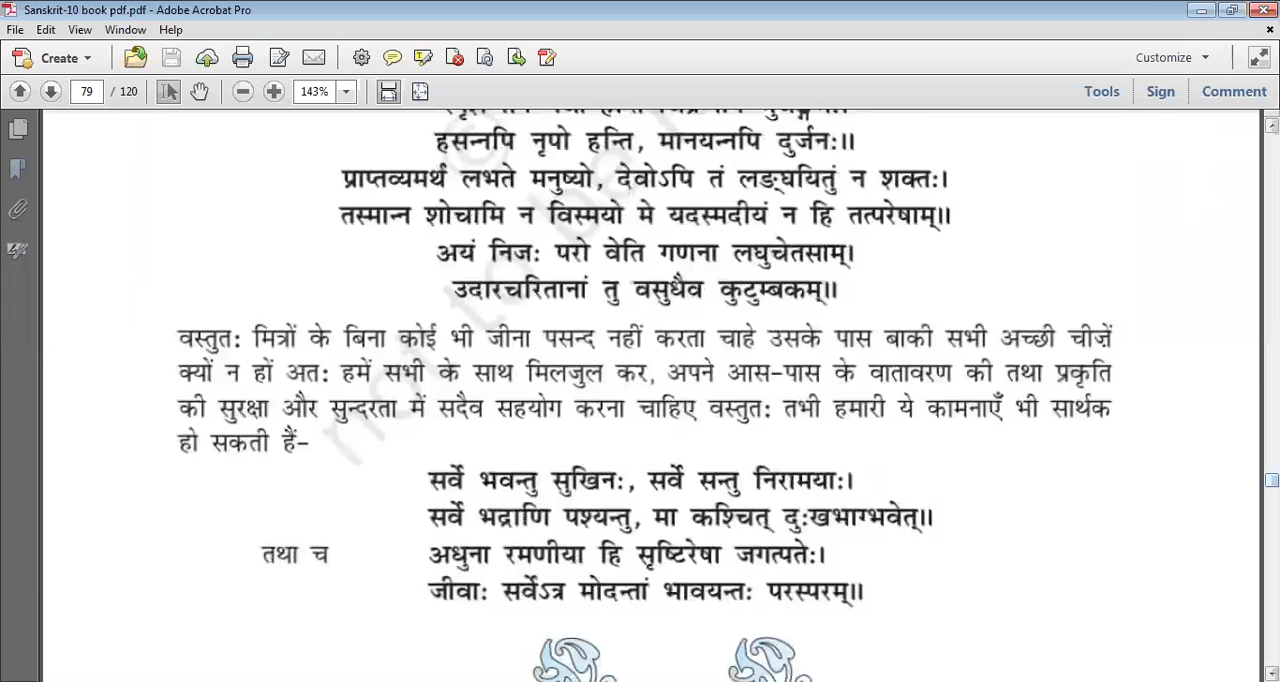 Sanskrit-10 book pdf.pdf - Adobe Acrobat Pro
File Edit View Window Help
Create Customize
79 / 120 143% Tools Sign Comment
हसन्नपि नृपो हन्ति, मानयन्नपि दुर्जनः॥
प्राप्तव्यमर्थं लभते मनुष्यो, देवोऽपि तं लङ्घयितुं न शक्तः।
तस्मान्न शोचामि न विस्मयो मे यदस्मदीयं न हि तत्परेषाम्॥
अयं निजः परो वेति गणना लघुचेतसाम्।
उदारचरितानां तु वसुधैव कुटुम्बकम्॥
वस्तुतः मित्रों के बिना कोई भी जीना पसन्द नहीं करता चाहे उसके पास बाकी सभी अच्छी चीज़ें
क्यों न हों अतः हमें सभी के साथ मिलजुल कर, अपने आस-पास के वातावरण की तथा प्रकृति
की सुरक्षा और सुन्दरता में सदैव सहयोग करना चाहिए वस्तुतः तभी हमारी ये कामनाएँ भी सार्थक
हो सकती हैं-
सर्वे भवन्तु सुखिनः, सर्वे सन्तु निरामयाः।
सर्वे भद्राणि पश्यन्तु, मा कश्चित् दुःखभाग्भवेत्॥
तथा च अधुना रमणीया हि सृष्टिरेषा जगत्पतेः।
जीवाः सर्वेऽत्र मोदन्तां भावयन्तः परस्परम्॥